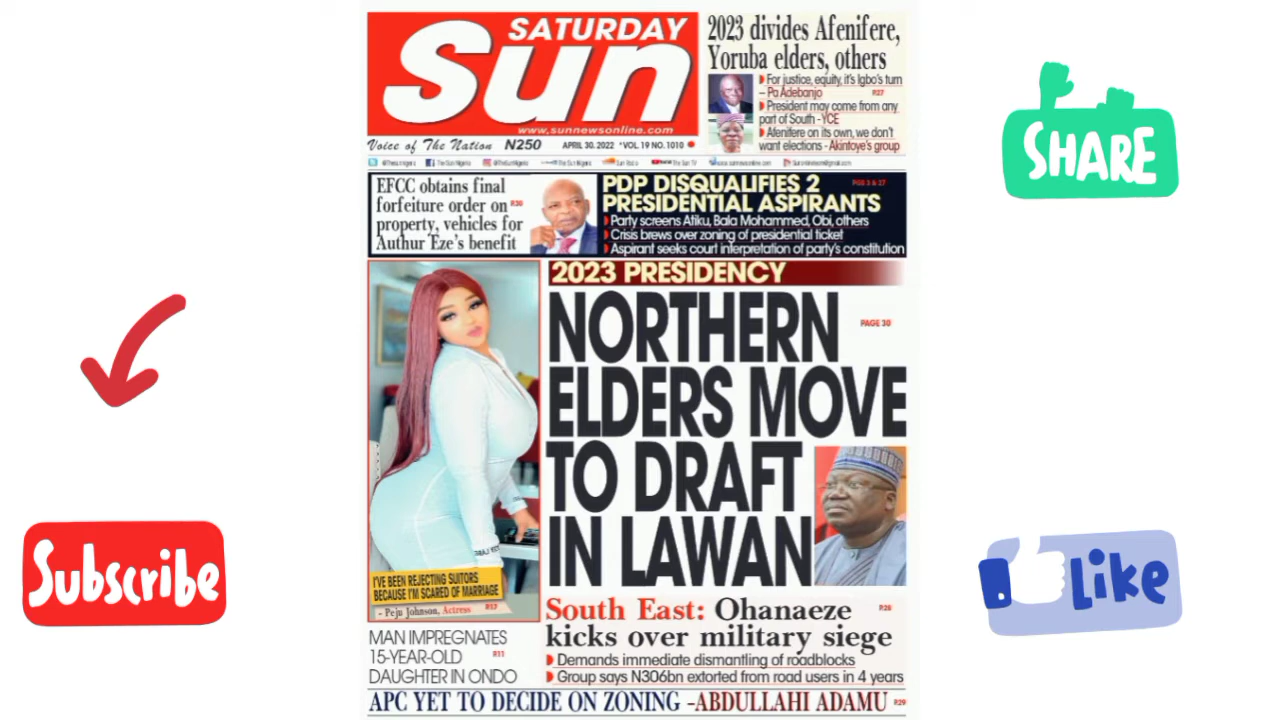 SATURDAY
Sun
www.sunnewsonline.com
Voice of The Nation N250 APRIL 30. 2022 *VOL. 19 NO. 1010
2023 divides Afenifere,
Yoruba elders, others
For justice, equity, it's Igbo's turn
– Pa Adebanjo P.27
President may come from any
part of South -YCE
Afenifere on its own, we don't
want elections - Akintoye's group
EFCC obtains final
forfeiture order on P.30
property, vehicles for
Authur Eze's benefit
PDP DISQUALIFIES 2
PRESIDENTIAL ASPIRANTS
Party screens Atiku, Bala Mohammed, Obi, others
Crisis brews over zoning of presidential ticket
Aspirant seeks court interpretation of party's constitution
2023 PRESIDENCY
NORTHERN
PAGE 30
ELDERS MOVE
TO DRAFT
IN LAWAN
I'VE BEEN REJECTING SUITORS
BECAUSE I'M SCARED OF MARRIAGE
- Peju Johnson, Actress
MAN IMPREGNATES
15-YEAR-OLD P.11
DAUGHTER IN ONDO
South East: Ohanaeze
kicks over military siege
Demands immediate dismantling of roadblocks
Group says N306bn extorted from road users in 4 years
APC YET TO DECIDE ON ZONING -ABDULLAHI ADAMU P.29
SHARE
Subscribe
Like